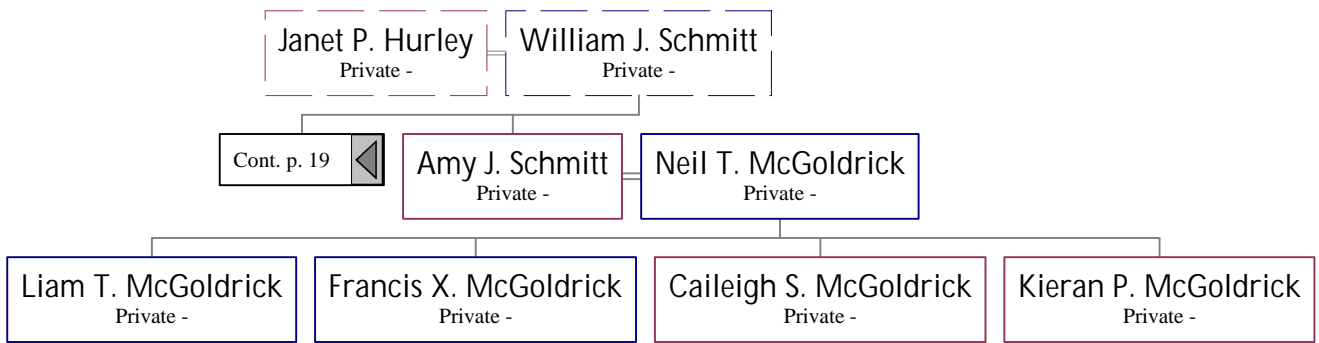 Janet P. Hurley
Private -
William J. Schmitt
Private -
Cont. p. 19
Amy J. Schmitt
Private -
Neil T. McGoldrick
Private -
Liam T. McGoldrick
Private -
Francis X. McGoldrick
Private -
Caileigh S. McGoldrick
Private -
Kieran P. McGoldrick
Private -